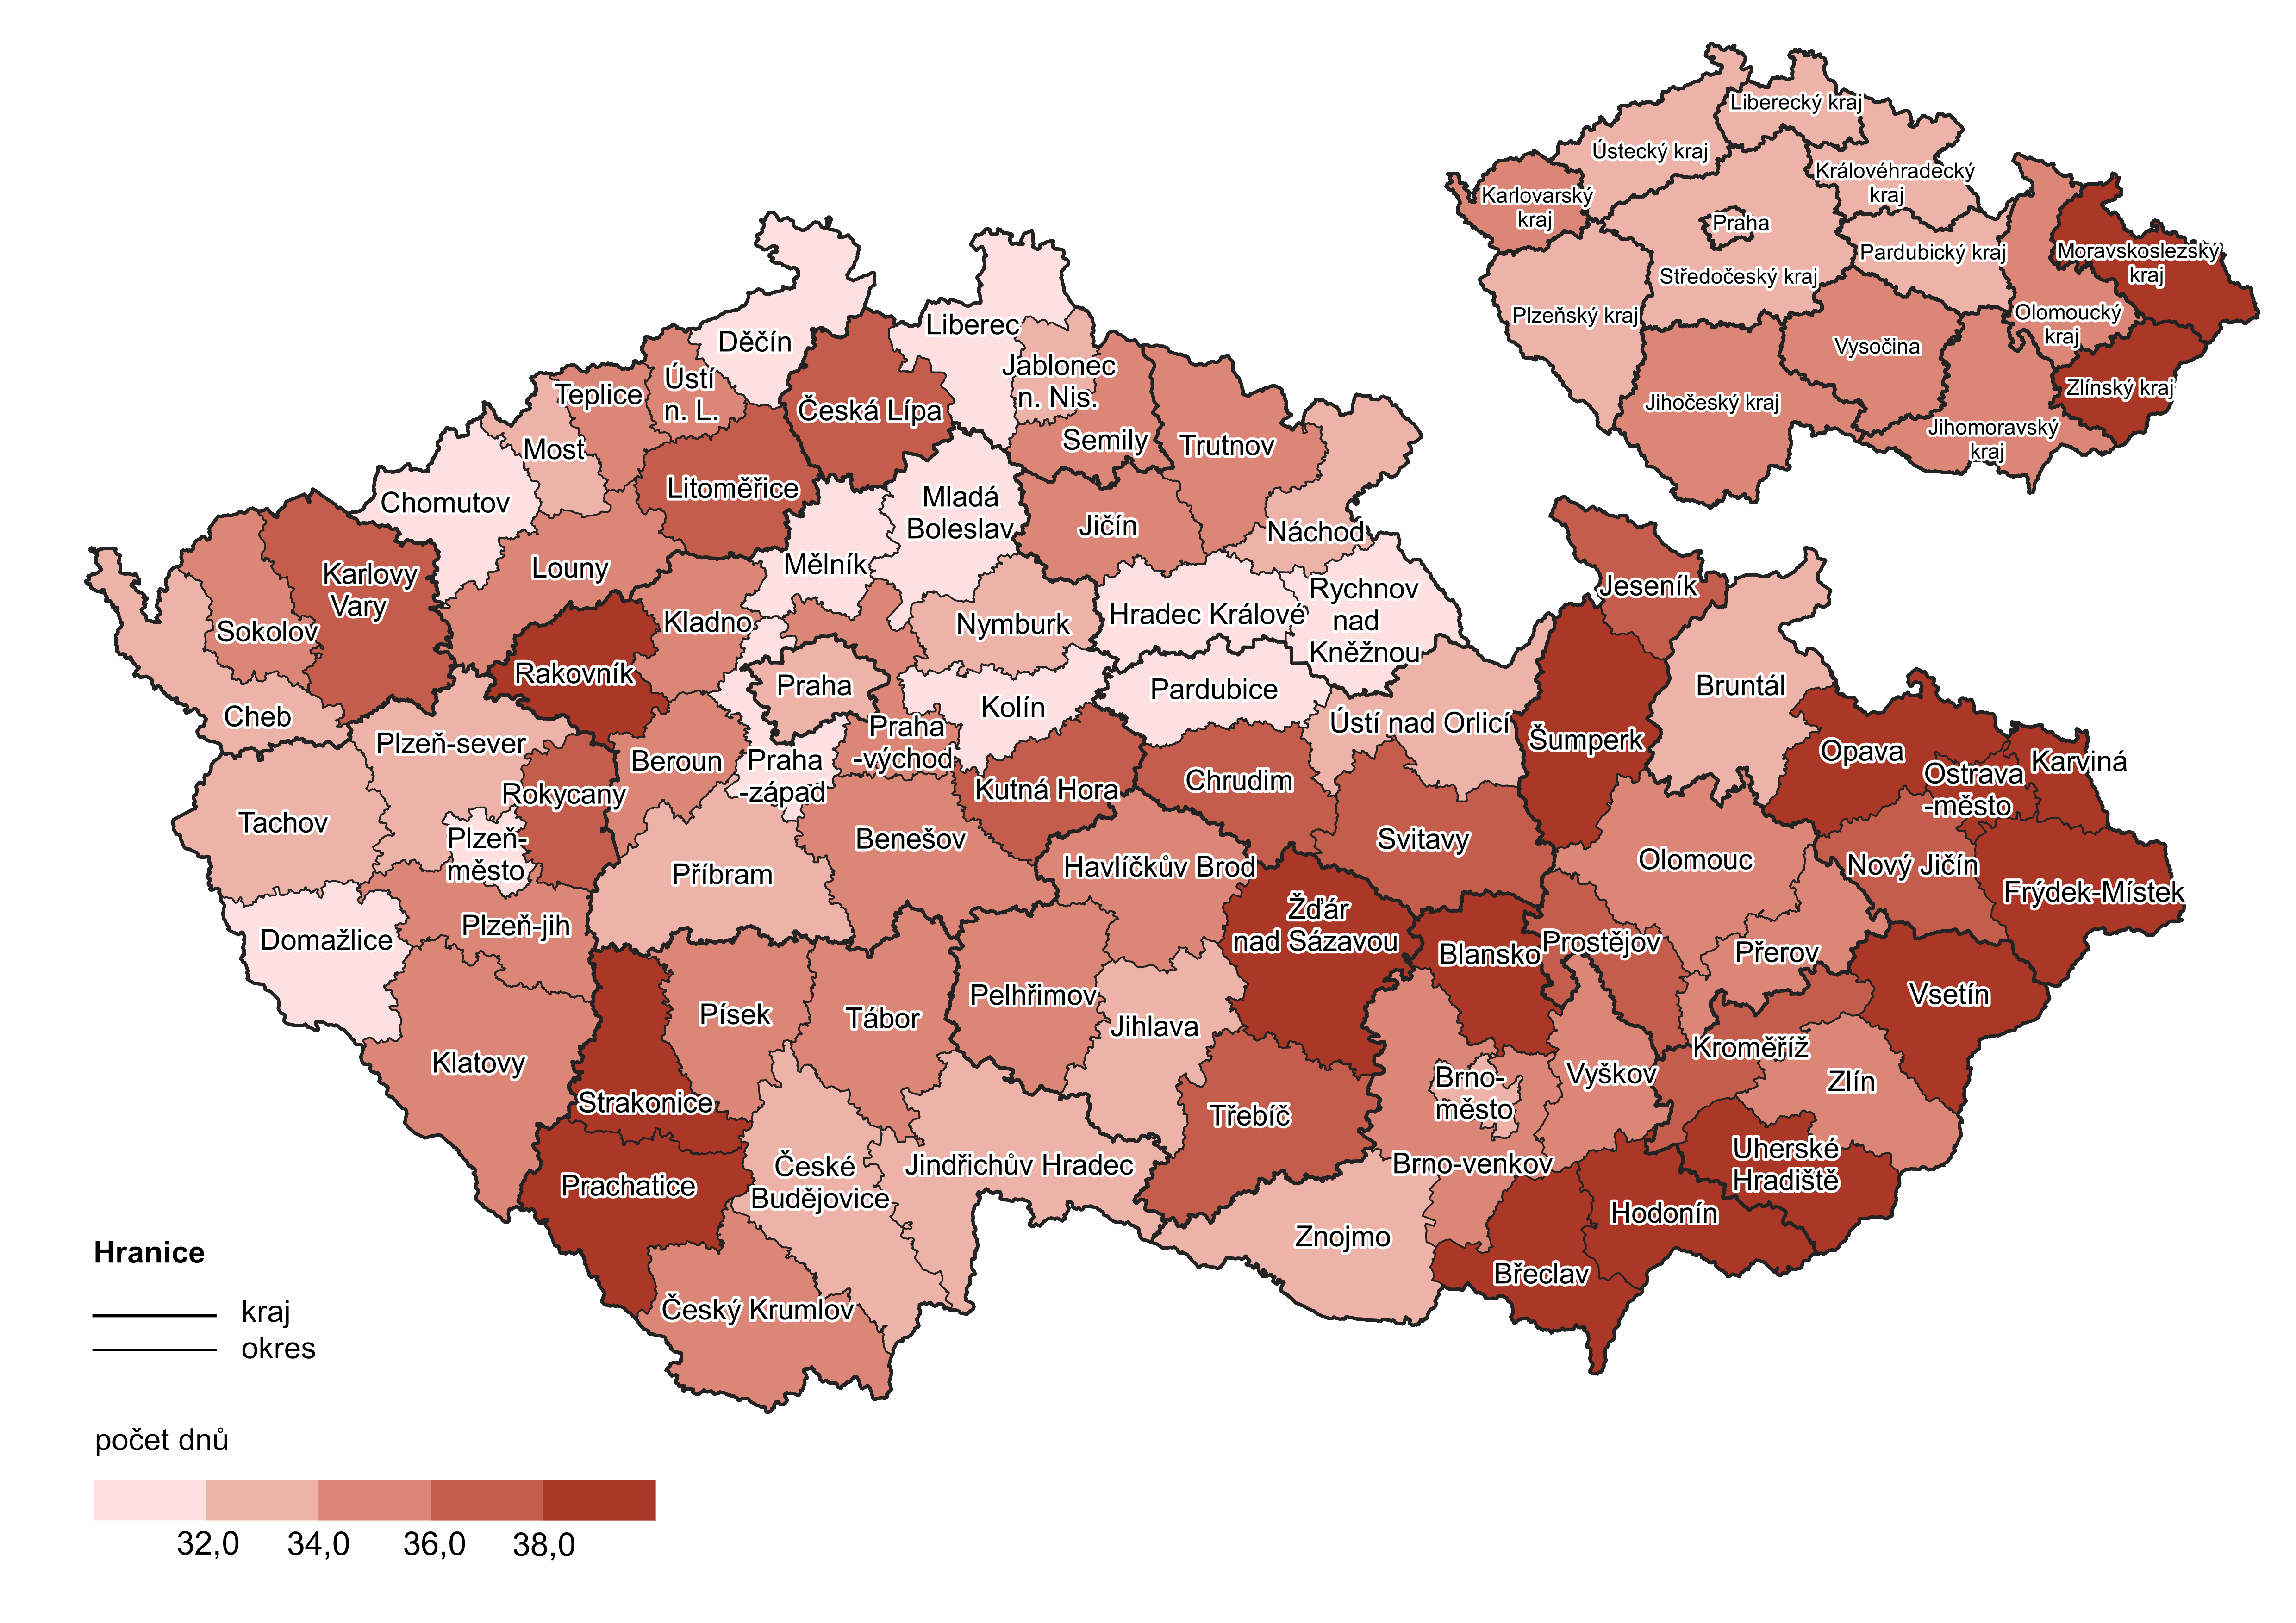 Liberecký kraj
Ústecký kraj
Královéhradecký
kraj
Karlovarský
kraj
Praha
Pardubický kraj
Moravskoslezský
kraj
Středočeský kraj
Plzeňský kraj
Olomoucký
kraj
Vysočina
Zlínský kraj
Jihočeský kraj
Jihomoravský
kraj
Děčín
Liberec
Jablonec
n. Nis.
Ústí
n. L.
Teplice
Česká Lípa
Semily
Trutnov
Most
Litoměřice
Chomutov
Mladá
Boleslav
Jičín
Náchod
Louny
Mělník
Karlovy
Vary
Rychnov
nad
Kněžnou
Jeseník
Hradec Králové
Kladno
Nymburk
Sokolov
Rakovník
Praha
Pardubice
Bruntál
Kolín
Cheb
Ústí nad Orlicí
Praha
-východ
Plzeň-sever
Šumperk
Opava
Beroun
Praha
-západ
Karviná
Ostrava
-město
Rokycany
Kutná Hora
Chrudim
Tachov
Plzeň-
město
Benešov
Svitavy
Příbram
Havlíčkův Brod
Olomouc
Nový Jičín
Frýdek-Místek
Žďár
nad Sázavou
Plzeň-jih
Domažlice
Blansko
Prostějov
Přerov
Pelhřimov
Vsetín
Písek
Tábor
Jihlava
Klatovy
Kroměříž
Vyškov
Brno-
město
Zlín
Strakonice
Třebíč
Uherské
Hradiště
Brno-venkov
České
Budějovice
Jindřichův Hradec
Prachatice
Hodonín
Znojmo
Břeclav
Český Krumlov
Hranice
kraj
okres
počet dnů
32,0 34,0 36,0 38,0